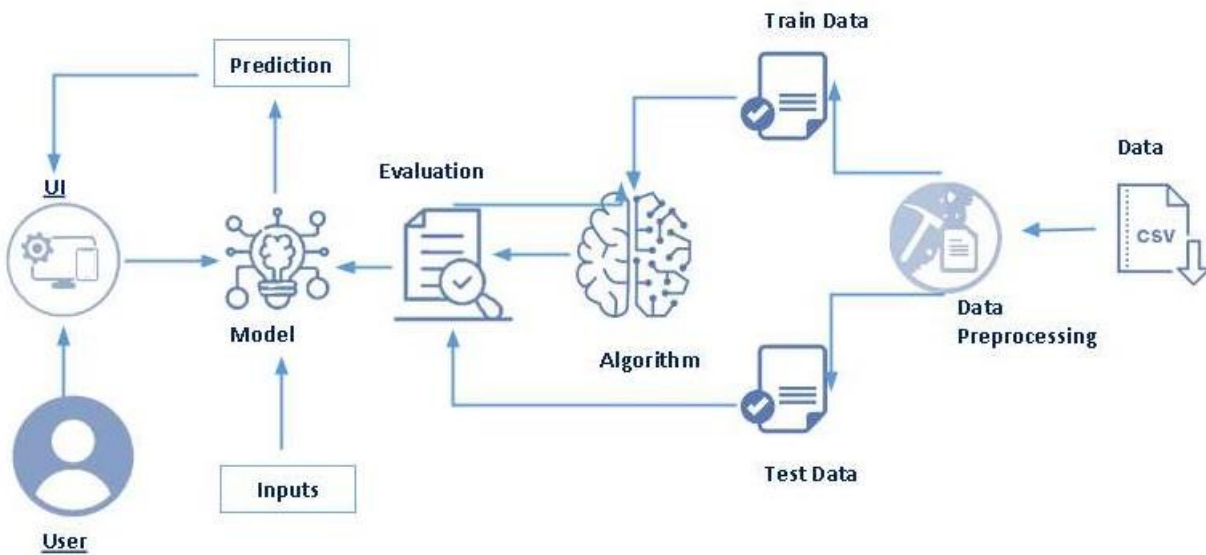 Train Data
Prediction
Data
Evaluation
UI
CSV
Model
Data
Preprocessing
Algorithm
Inputs
Test Data
User